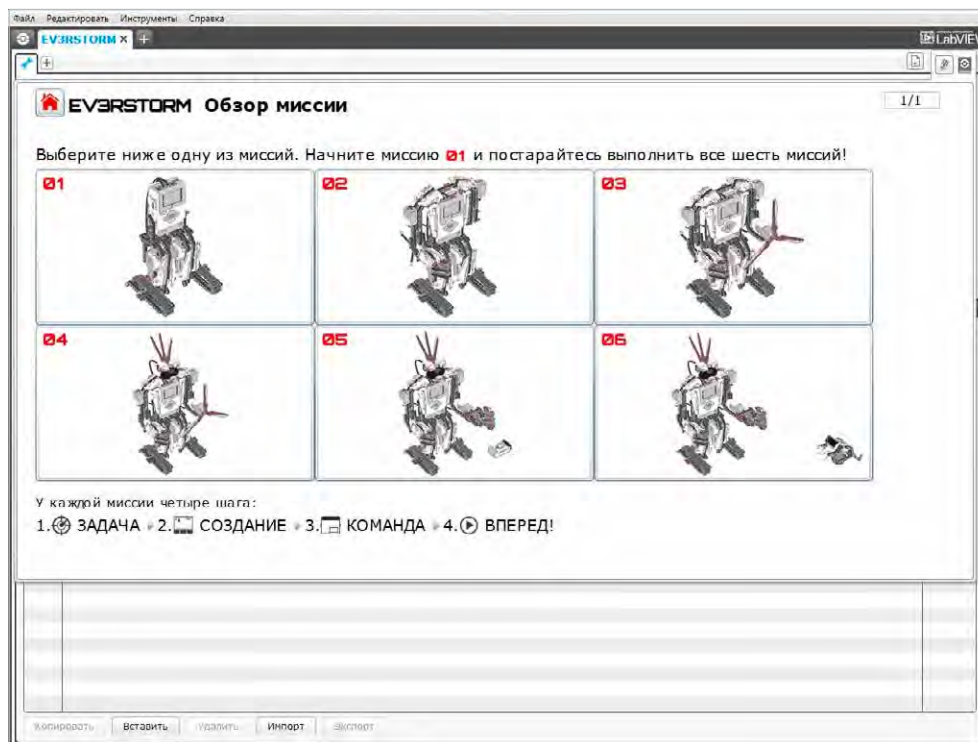 Файл Редактировать Инструменты Справка
EV3RSTORM × +
LabVIEW
+
EV3RSTORM Обзор миссии
1/1
Выберите ниже одну из миссий. Начните миссию 01 и постарайтесь выполнить все шесть миссий!
01 02 03
04 05 06
У каждой миссии четыре шага:
1. ЗАДАЧА 2. СОЗДАНИЕ 3. КОМАНДА 4. ВПЕРЕД!
Копировать Вставить Удалить Импорт Экспорт